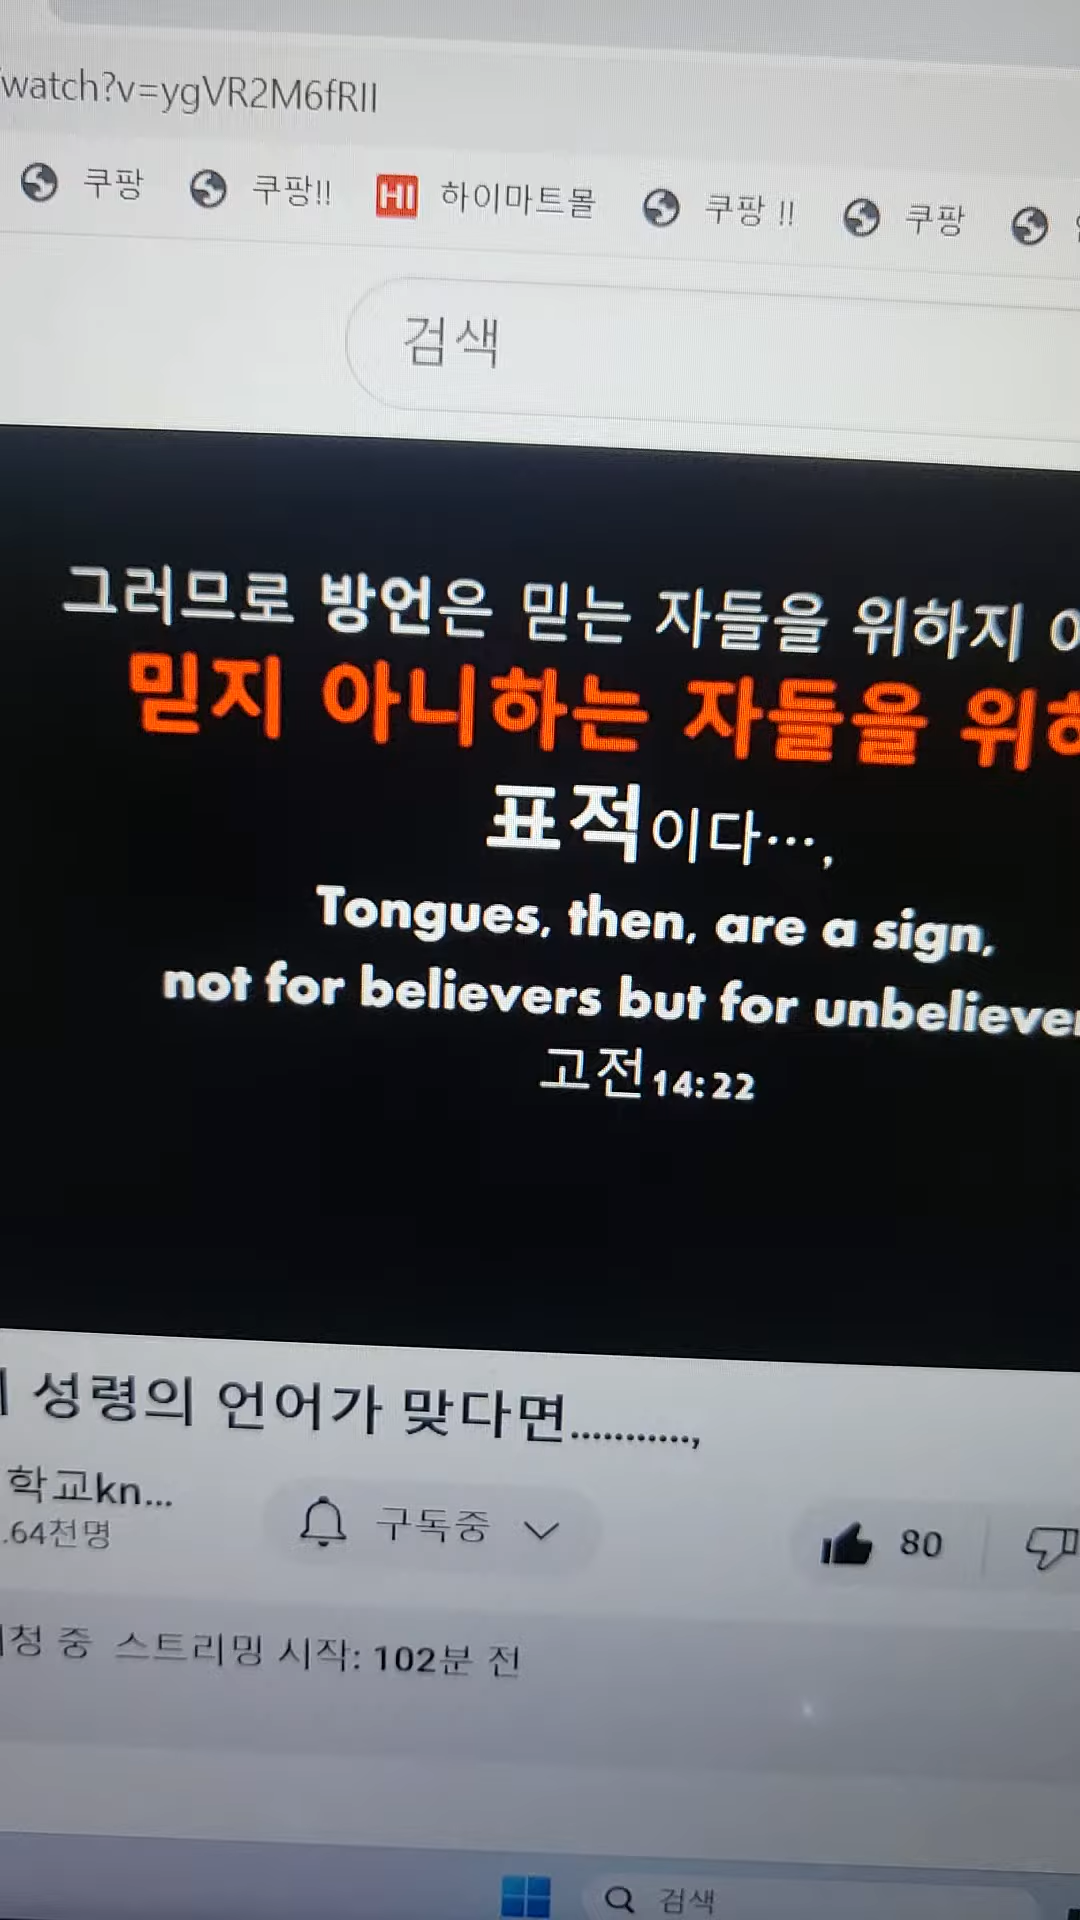 watch?v=ygVR2M6fRII
쿠팡 쿠팡!! HI 하이마트몰 쿠팡 !! 쿠팡
검색
그러므로 방언은 믿는 자들을 위하지
믿지 아니하는 자들을 위하
표적이다…,
Tongues, then, are a sign,
not for believers but for unbeliever
고전14:22
성령의 언어가 맞다면...........,
학교kn...
.64천명
구독중
80
청 중 스트리밍 시작: 102분 전
검색